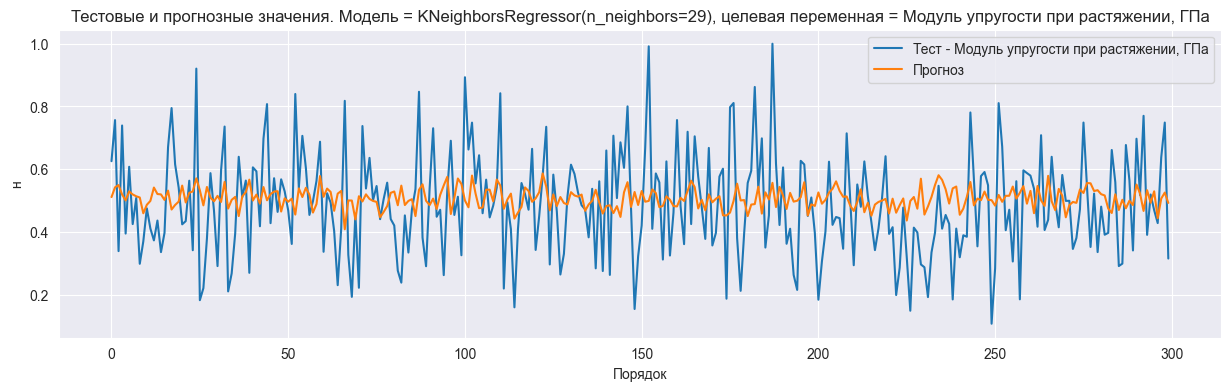 Тестовые и прогнозные значения. Модель = KNeighborsRegressor(n_neighbors=29), целевая переменная = Модуль упругости при растяжении, ГПа
Тест - Модуль упругости при растяжении, ГПа
Прогноз
1.0
0.8
0.6
0.4
0.2
н
0 50 100 150 200 250 300
Порядок